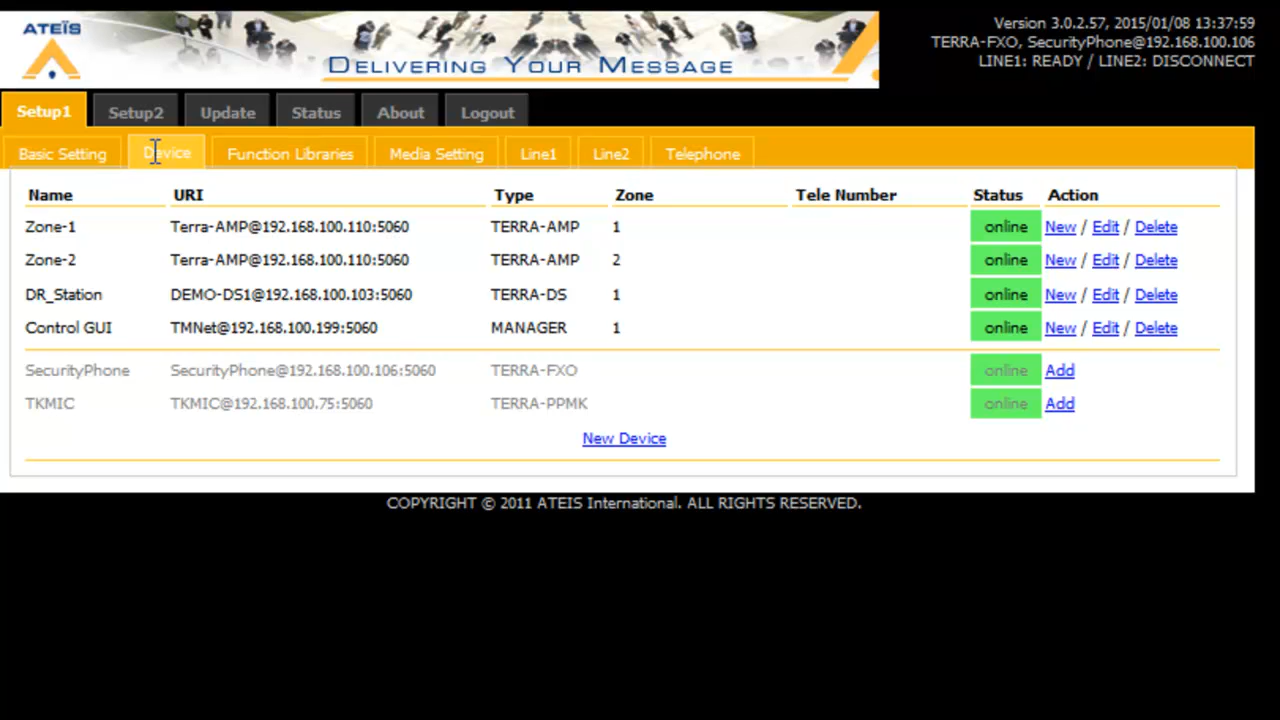 ATEÏS
DELIVERING YOUR MESSAGE
Version 3.0.2.57, 2015/01/08 13:37:59
TERRA-FXO, SecurityPhone@192.168.100.106
LINE1: READY / LINE2: DISCONNECT
Setup1 Setup2 Update Status About Logout
Basic Setting Device Function Libraries Media Setting Line1 Line2 Telephone
Name URI Type Zone Tele Number Status Action
Zone-1 Terra-AMP@192.168.100.110:5060 TERRA-AMP 1 online New / Edit / Delete
Zone-2 Terra-AMP@192.168.100.110:5060 TERRA-AMP 2 online New / Edit / Delete
DR_Station DEMO-DS1@192.168.100.103:5060 TERRA-DS 1 online New / Edit / Delete
Control GUI TMNet@192.168.100.199:5060 MANAGER 1 online New / Edit / Delete
SecurityPhone SecurityPhone@192.168.100.106:5060 TERRA-FXO online Add
TKMIC TKMIC@192.168.100.75:5060 TERRA-PPMK online Add
New Device
COPYRIGHT © 2011 ATEIS International. ALL RIGHTS RESERVED.